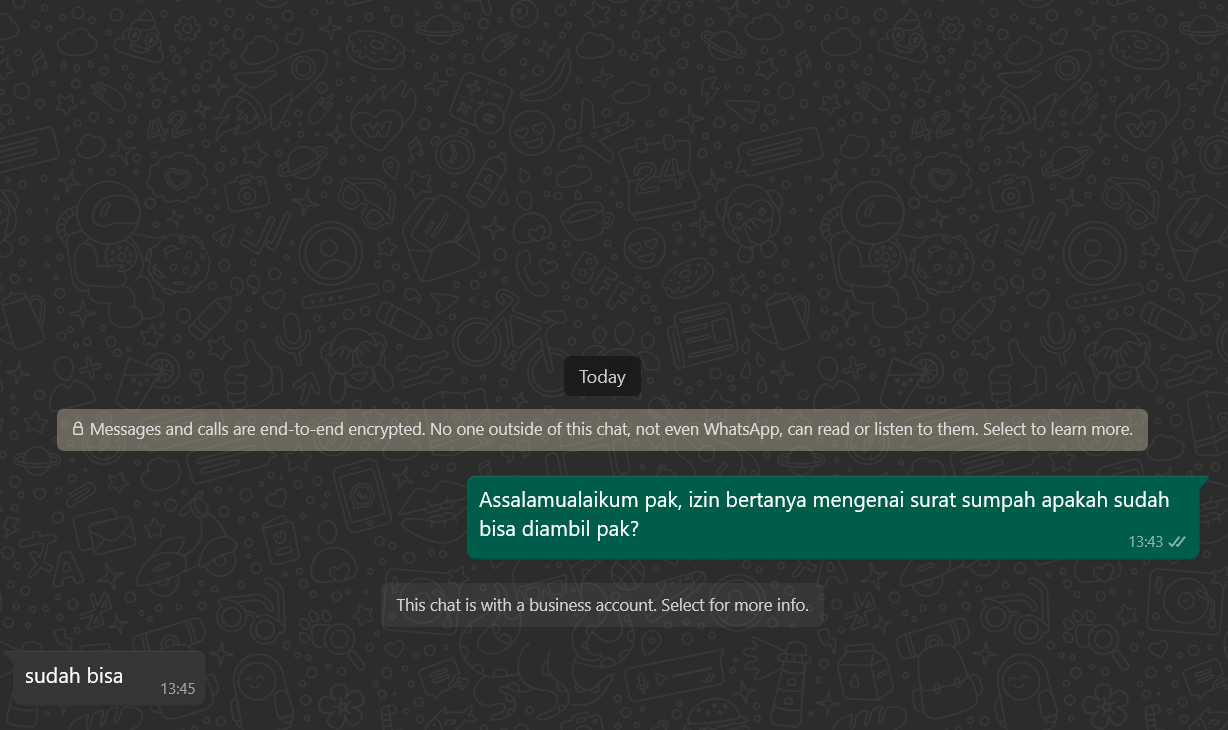 Today
Messages and calls are end-to-end encrypted. No one outside of this chat, not even WhatsApp, can read or listen to them. Select to learn more.
Assalamualaikum pak, izin bertanya mengenai surat sumpah apakah sudah
bisa diambil pak?
13:43
This chat is with a business account. Select for more info.
sudah bisa
13:45